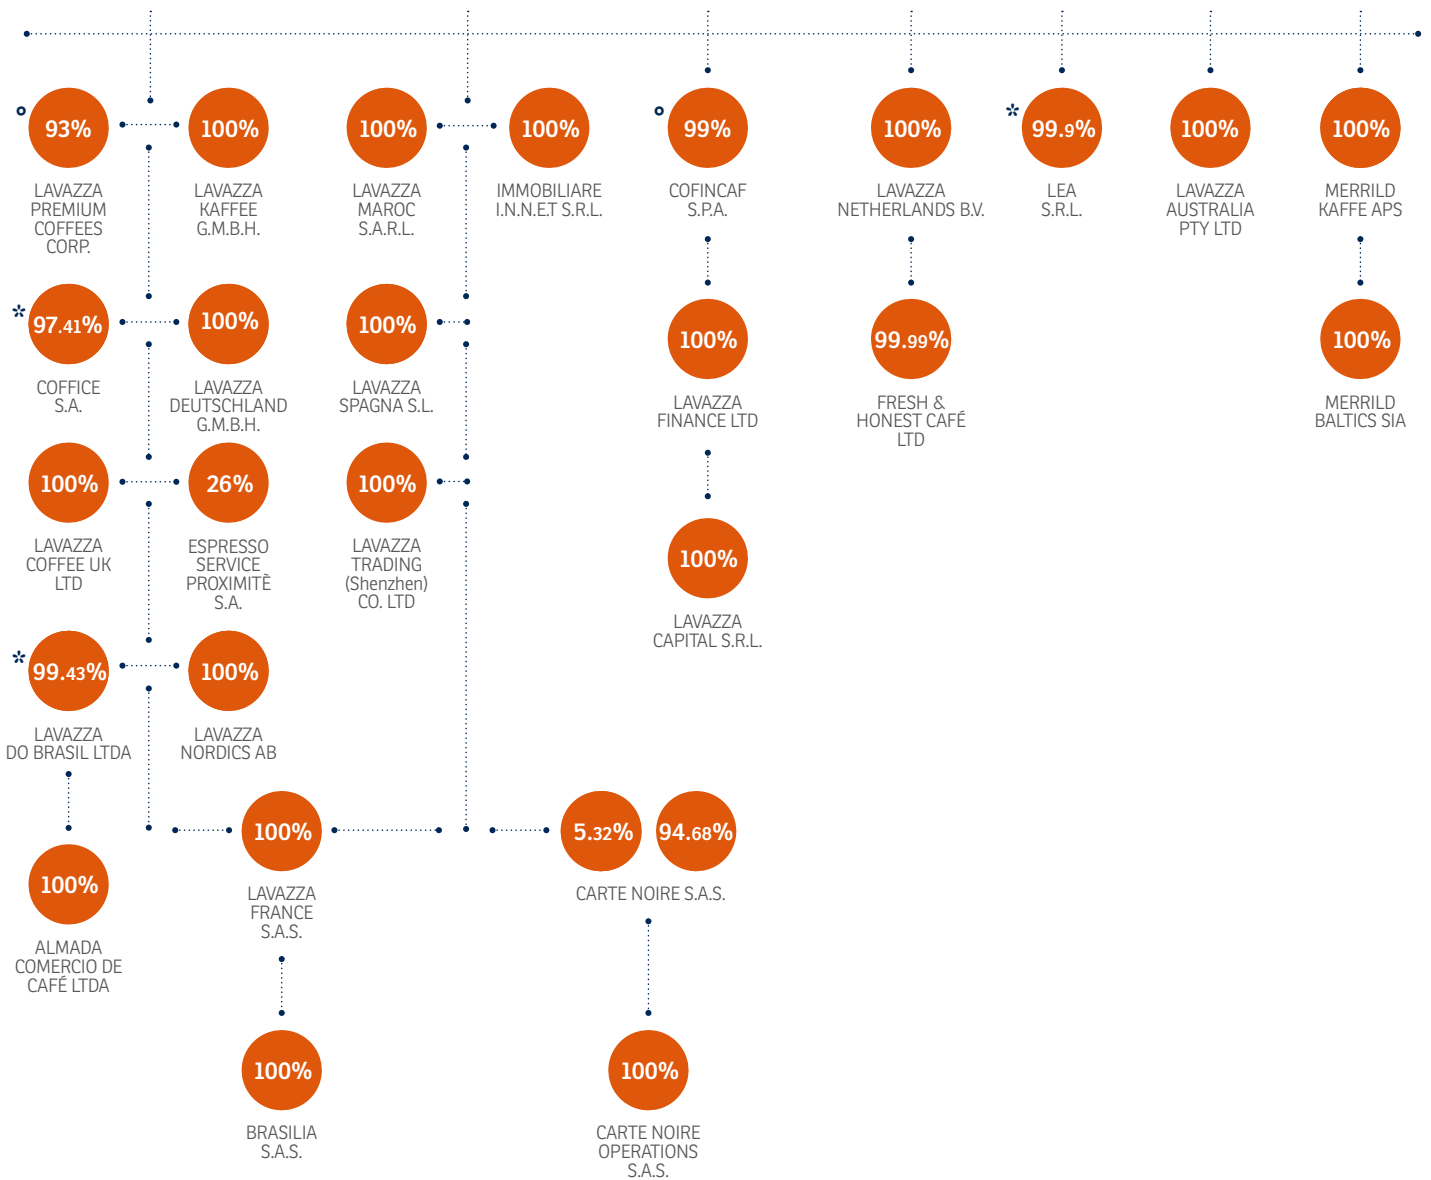 93%
LAVAZZA
PREMIUM
COFFEES
CORP.
100%
LAVAZZA
KAFFEE
G.M.B.H.
100%
LAVAZZA
MAROC
S.A.R.L.
100%
IMMOBILIARE
I.N.N.E.T S.R.L.
99%
COFINCAF
S.P.A.
100%
LAVAZZA
NETHERLANDS B.V.
* 99.9%
LEA
S.R.L.
100%
LAVAZZA
AUSTRALIA
PTY LTD
100%
MERRILD
KAFFE APS
* 97.41%
COFFICE
S.A.
100%
LAVAZZA
DEUTSCHLAND
G.M.B.H.
100%
LAVAZZA
SPAGNA S.L.
100%
LAVAZZA
FINANCE LTD
99.99%
FRESH &
HONEST CAFÉ
LTD
100%
MERRILD
BALTICS SIA
100%
LAVAZZA
COFFEE UK
LTD
26%
ESPRESSO
SERVICE
PROXIMITÈ
S.A.
100%
LAVAZZA
TRADING
(Shenzhen)
CO. LTD
100%
LAVAZZA
CAPITAL S.R.L.
* 99.43%
LAVAZZA
DO BRASIL LTDA
100%
LAVAZZA
NORDICS AB
100%
ALMADA
COMERCIO DE
CAFÉ LTDA
100%
LAVAZZA
FRANCE
S.A.S.
5.32% 94.68%
CARTE NOIRE S.A.S.
100%
BRASILIA
S.A.S.
100%
CARTE NOIRE
OPERATIONS
S.A.S.